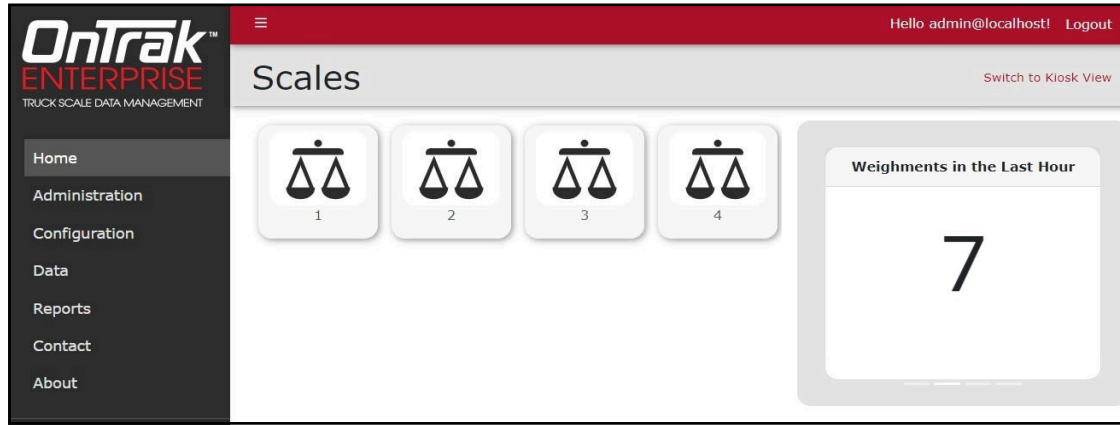 OnTrak™
ENTERPRISE
TRUCK SCALE DATA MANAGEMENT
Hello admin@localhost! Logout
Scales
Switch to Kiosk View
Home
Administration
Configuration
Data
Reports
Contact
About
1
2
3
4
Weighments in the Last Hour
7